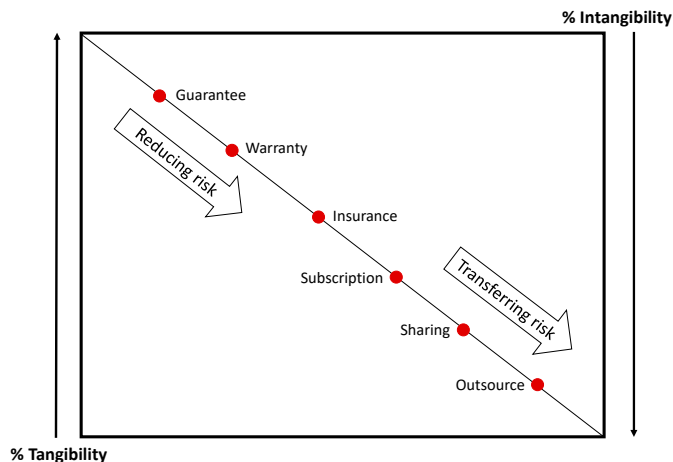 % Intangibility
Guarantee
Reducing risk
Warranty
Insurance
Subscription
Transferring risk
Sharing
Outsource
% Tangibility